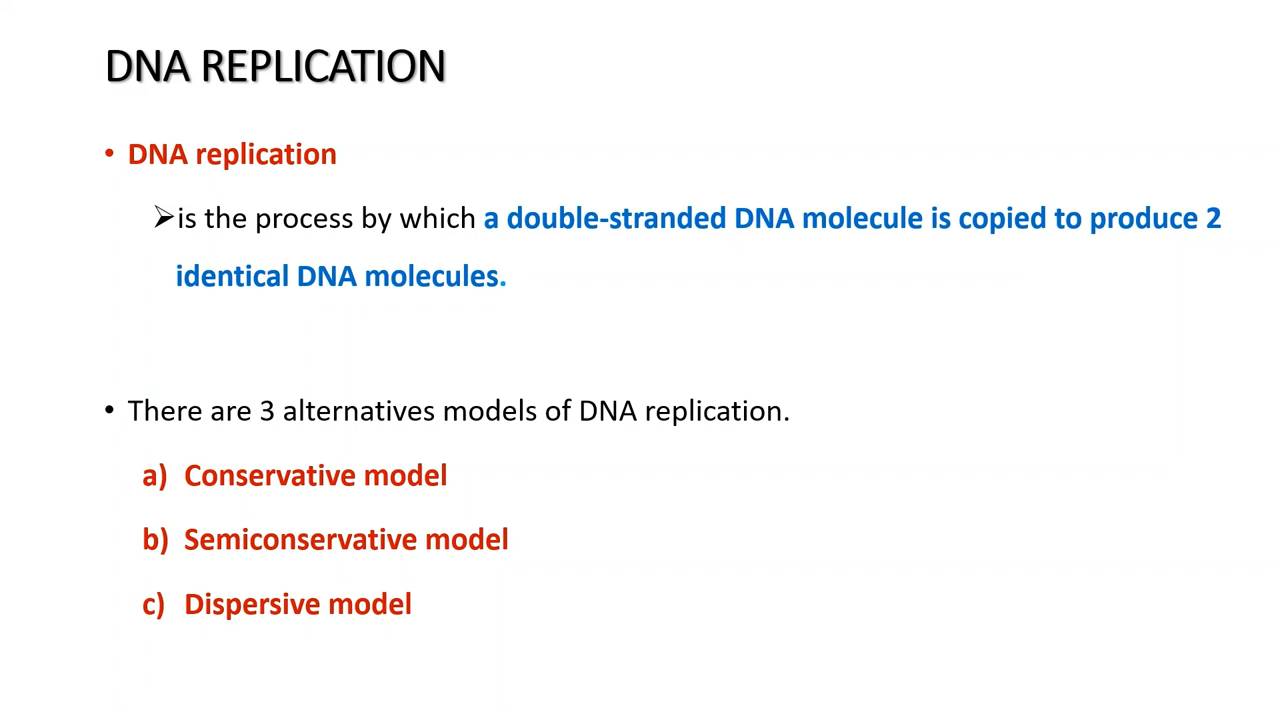 DNA REPLICATION
• DNA replication
➢is the process by which a double-stranded DNA molecule is copied to produce 2
identical DNA molecules.
• There are 3 alternatives models of DNA replication.
a) Conservative model
b) Semiconservative model
c) Dispersive model